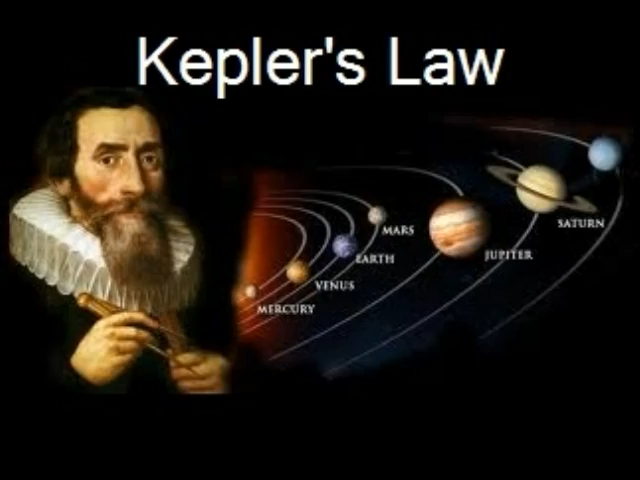 Kepler's Law
MARS
SATURN
JUPITER
EARTH
VENUS
MERCURY